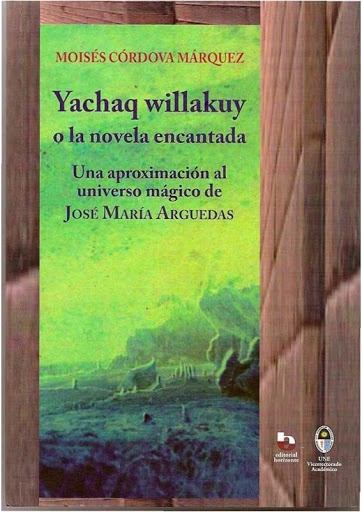 MOISÉS CÓRDOVA MÁRQUEZ
Yachaq willakuy
o la novela encantada
Una aproximación al
universo mágico de
JOSÉ MARÍA ARGUEDAS
editorial
horizonte
UNE
Vicerrectorado
Académico